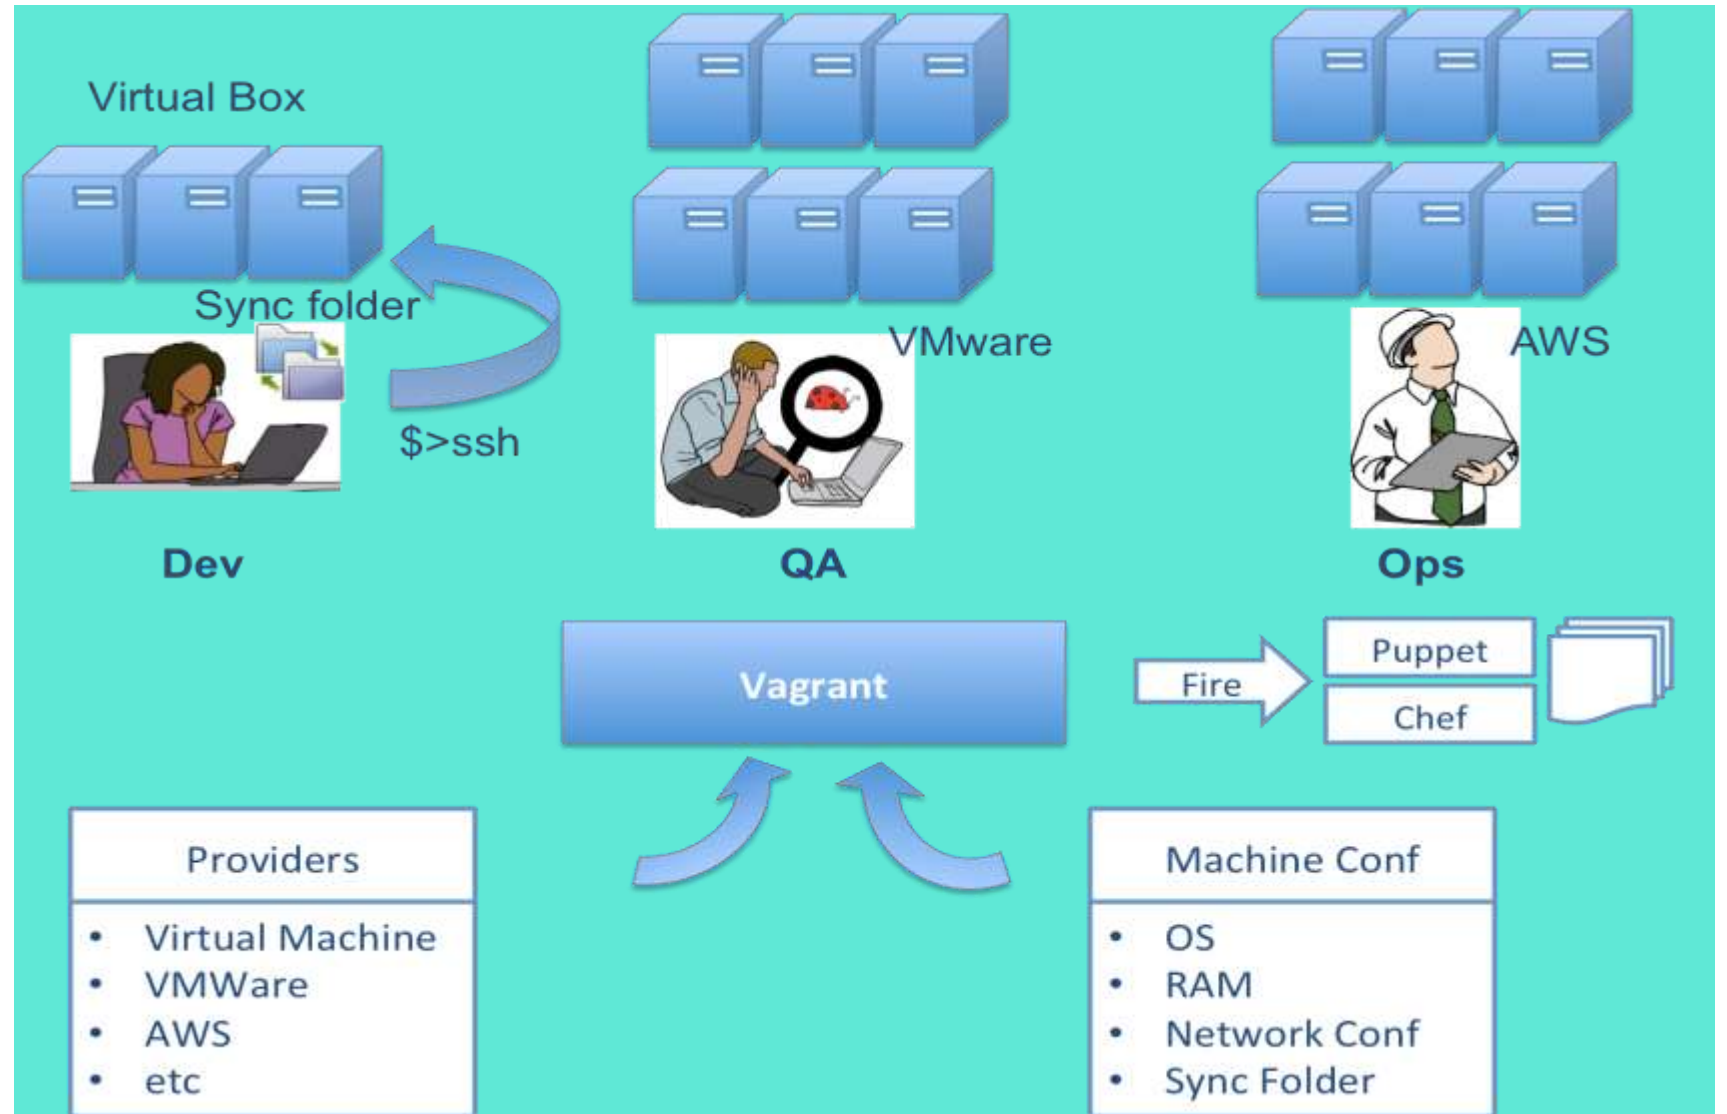 Virtual Box
Sync folder
$>ssh
Dev
VMware
QA
AWS
Ops
Vagrant
Fire
Puppet
Chef
Providers
• Virtual Machine
• VMWare
• AWS
• etc
Machine Conf
• OS
• RAM
• Network Conf
• Sync Folder